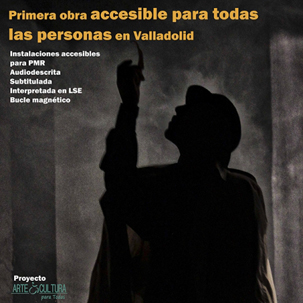 Primera obra accesible para todas
las personas en Valladolid
Instalaciones accesibles
para PMR
Audiodescrita
Subtitulada
Interpretada en LSE
Bucle magnético
Proyecto
ARTE&CULTURA
para Todos